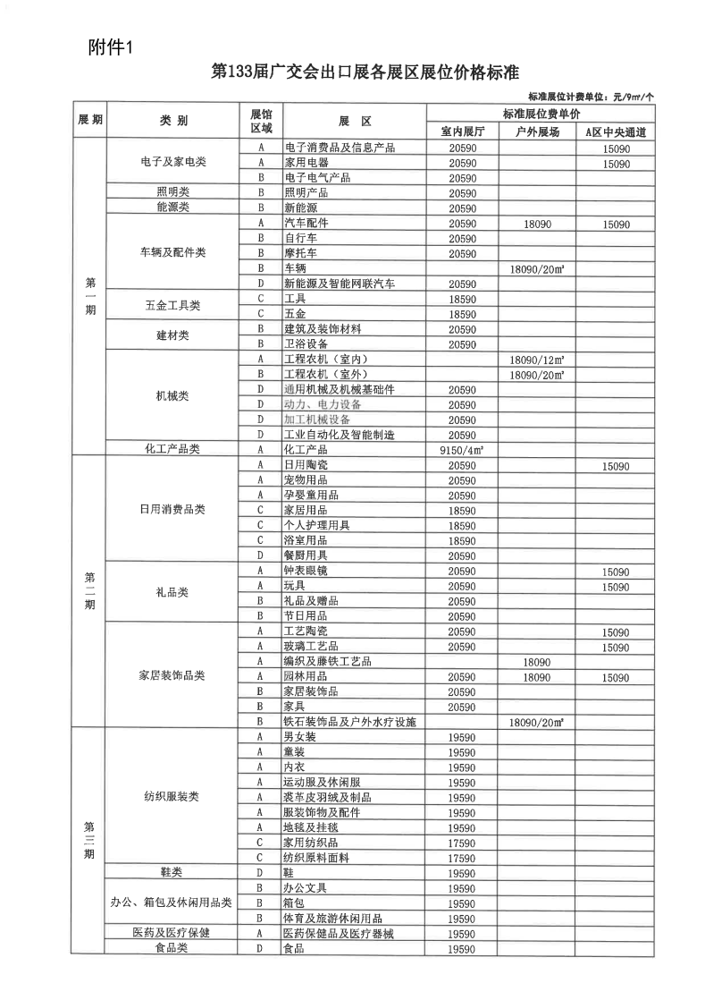 附件1
第133届广交会出口展各展区展位价格标准
标准展位计费单位：元/9㎡/个
展期 类别 展馆区域 展区 标准展位费单价
室内展厅 户外展场 A区中央通道
第一期
电子及家电类 A 电子消费品及信息产品 20590 15090
A 家用电器 20590 15090
B 电子电气产品 20590
照明类 B 照明产品 20590
能源类 B 新能源 20590
车辆及配件类 A 汽车配件 20590 18090 15090
B 自行车 20590
B 摩托车 20590
B 车辆 18090/20㎡
D 新能源及智能网联汽车 20590
五金工具类 C 工具 18590
C 五金 18590
建材类 B 建筑及装饰材料 20590
B 卫浴设备 20590
机械类 A 工程农机（室内） 18090/12㎡
B 工程农机（室外） 18090/20㎡
D 通用机械及机械基础件 20590
D 动力、电力设备 20590
D 加工机械设备 20590
D 工业自动化及智能制造 20590
化工产品类 A 化工产品 9150/4㎡
第二期
日用消费品类 A 日用陶瓷 20590 15090
A 宠物用品 20590
A 孕婴童用品 20590
C 家居用品 18590
C 个人护理用具 18590
C 浴室用品 18590
D 餐厨用具 20590
礼品类 A 钟表眼镜 20590 15090
A 玩具 20590 15090
B 礼品及赠品 20590
B 节日用品 20590
家居装饰品类 A 工艺陶瓷 20590 15090
A 玻璃工艺品 20590 15090
A 编织及藤铁工艺品 18090
A 园林用品 20590 18090 15090
B 家居装饰品 20590
B 家具 20590
B 铁石装饰品及户外水疗设施 18090/20㎡
第三期
纺织服装类 A 男女装 19590
A 童装 19590
A 内衣 19590
A 运动服及休闲服 19590
A 裘革皮羽绒及制品 19590
A 服装饰物及配件 19590
A 地毯及挂毯 19590
C 家用纺织品 17590
C 纺织原料面料 17590
鞋类 D 鞋 19590
办公、箱包及休闲用品类 B 办公文具 19590
B 箱包 19590
B 体育及旅游休闲用品 19590
医药及医疗保健 A 医药保健品及医疗器械 19590
食品类 D 食品 19590